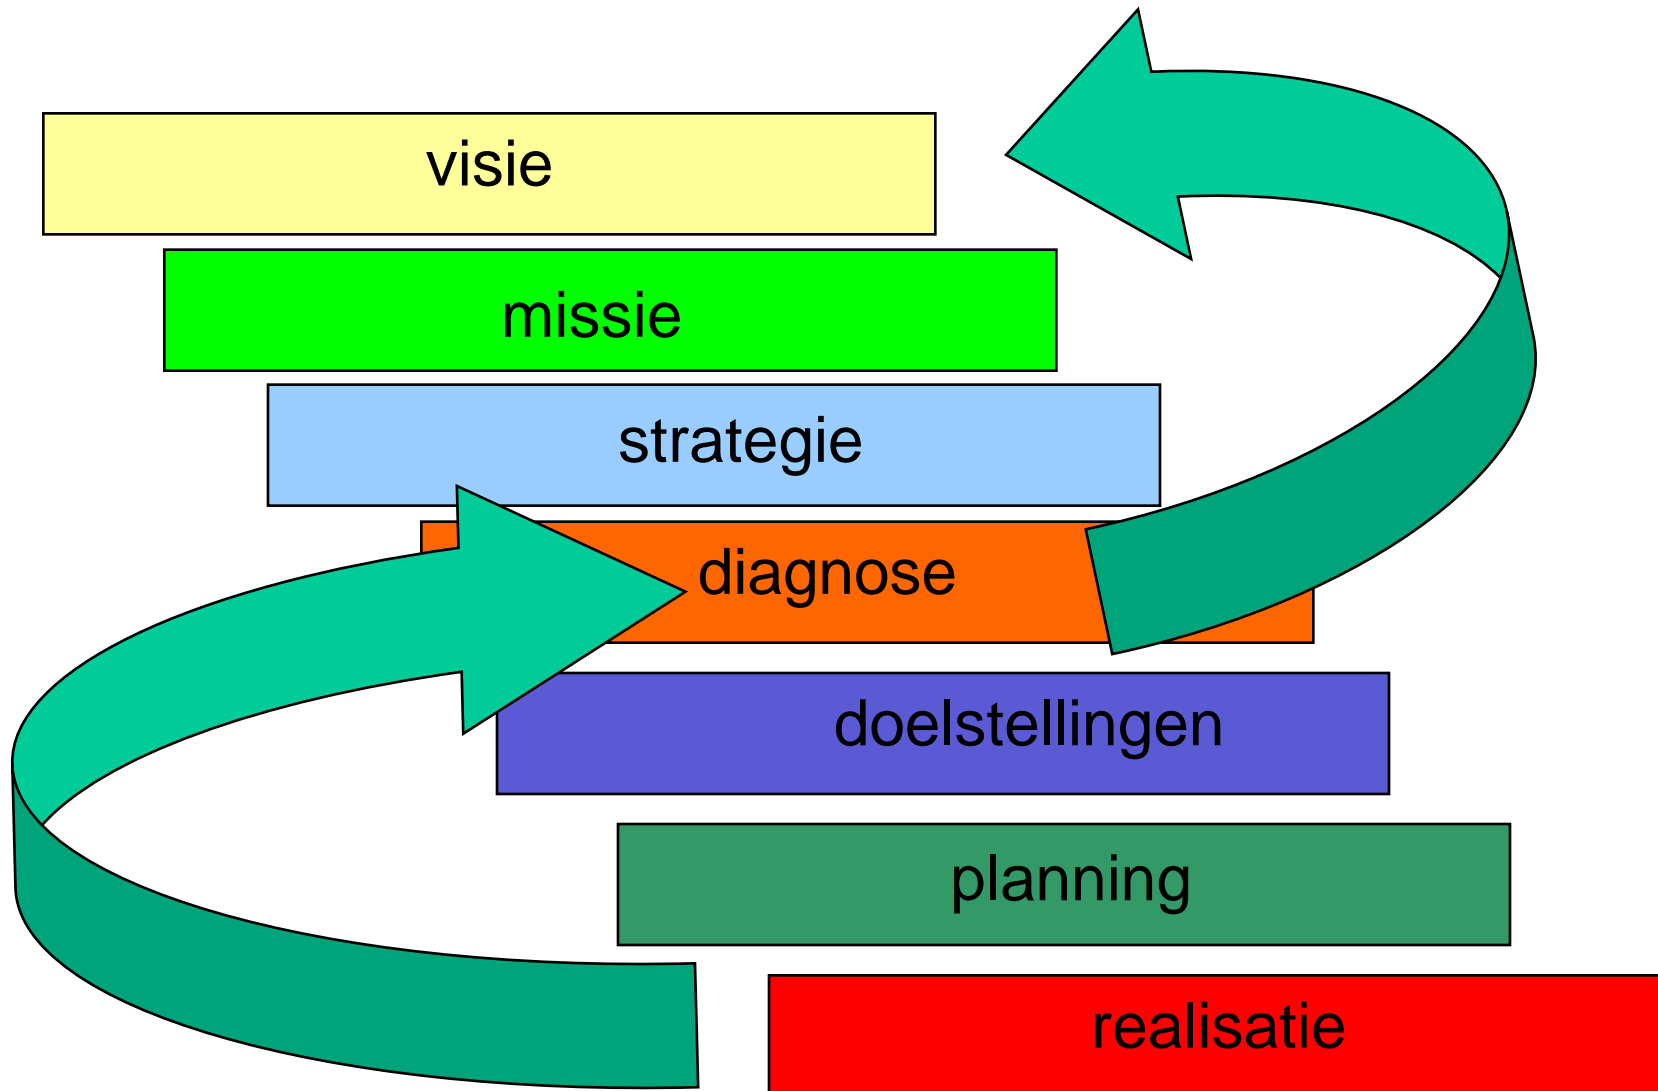 visie
missie
strategie
diagnose
doelstellingen
planning
realisatie